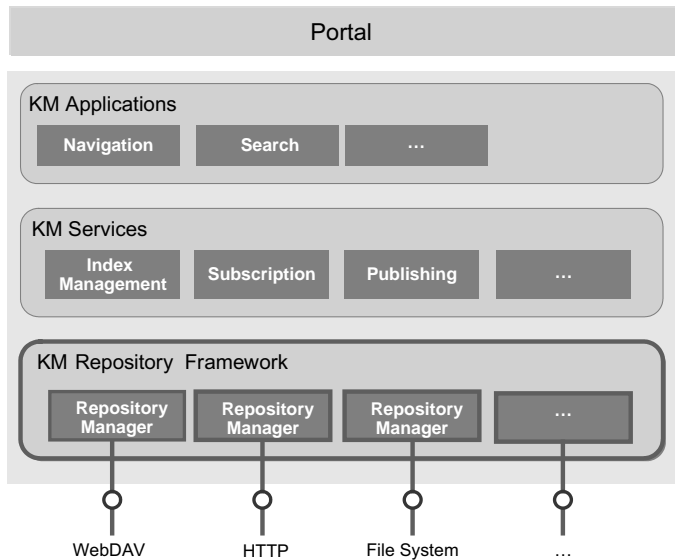 Portal
KM Applications
Navigation
Search
...
KM Services
Index
Management
Subscription
Publishing
...
KM Repository Framework
Repository
Manager
Repository
Manager
Repository
Manager
...
WebDAV
HTTP
File System
...